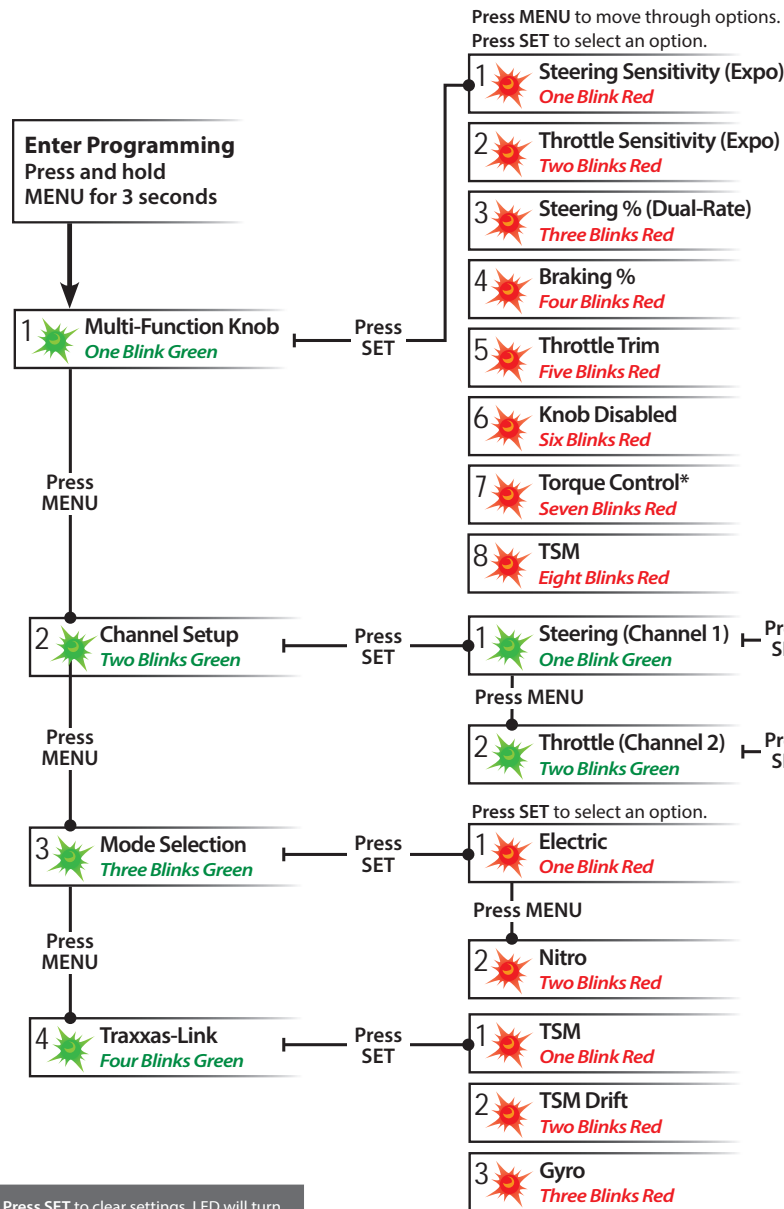 Press MENU to move through options.
Press SET to select an option.
1 Steering Sensitivity (Expo)
One Blink Red
Enter Programming
Press and hold
MENU for 3 seconds
2 Throttle Sensitivity (Expo)
Two Blinks Red
3 Steering % (Dual-Rate)
Three Blinks Red
4 Braking %
Four Blinks Red
1 Multi-Function Knob
One Blink Green
Press
SET
5 Throttle Trim
Five Blinks Red
6 Knob Disabled
Six Blinks Red
7 Torque Control*
Seven Blinks Red
8 TSM
Eight Blinks Red
Press
MENU
2 Channel Setup
Two Blinks Green
Press
SET
1 Steering (Channel 1)
One Blink Green
Press MENU
2 Throttle (Channel 2)
Two Blinks Green
Press
MENU
Press SET to select an option.
3 Mode Selection
Three Blinks Green
Press
SET
1 Electric
One Blink Red
Press MENU
2 Nitro
Two Blinks Red
Press
MENU
4 Traxxas-Link
Four Blinks Green
Press
SET
1 TSM
One Blink Red
2 TSM Drift
Two Blinks Red
3 Gyro
Three Blinks Red
Press SET to clear settings. LED will turn